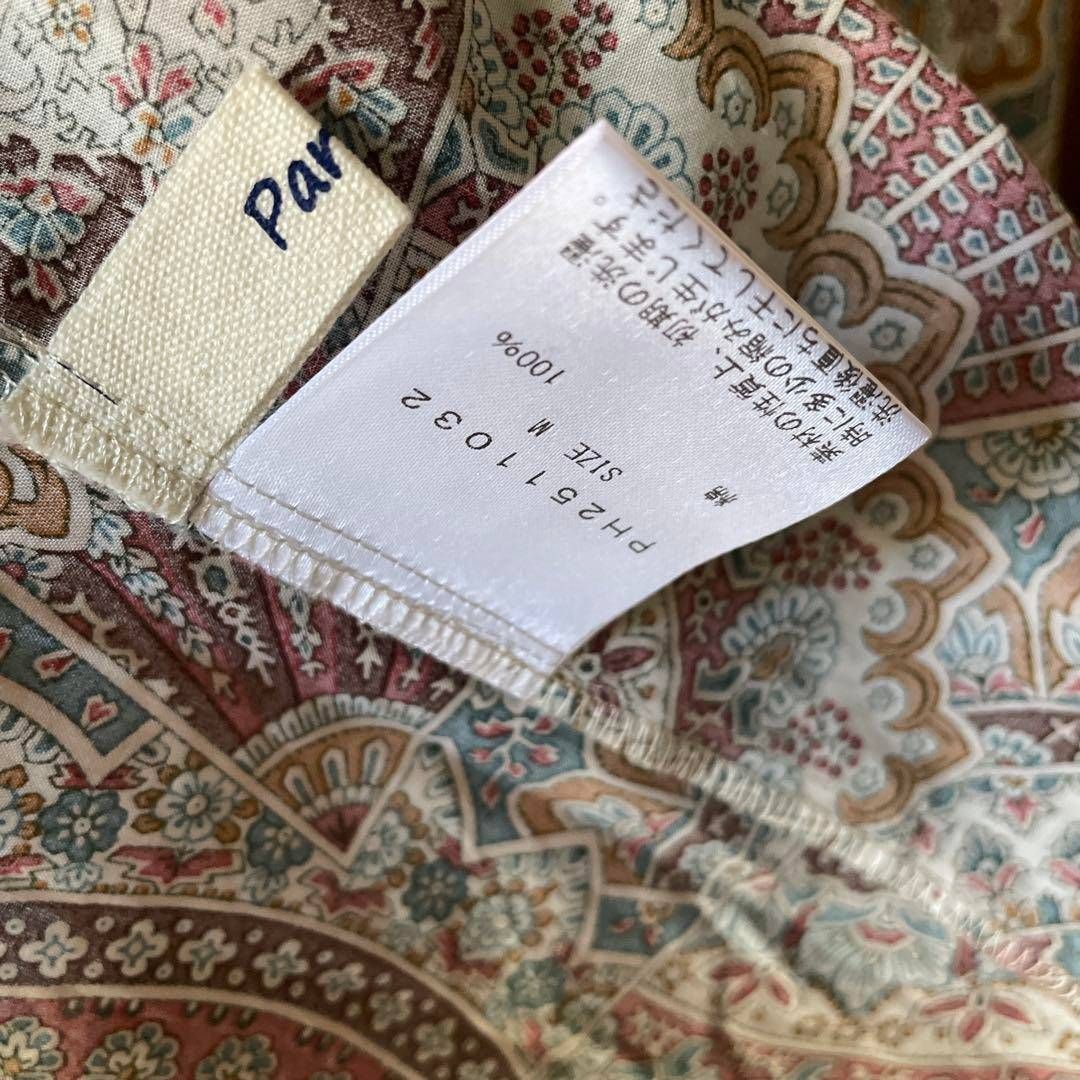 Par
PH2511032
SIZE M
綿 100%
素材の性質上、初期の洗濯
時に多少の縮みが生じます。
洗濯後直ちに干してくださ